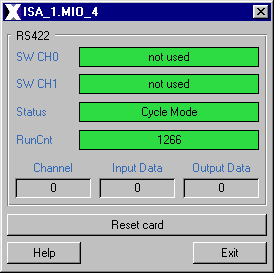 ISA_1.MIO_4
RS422
SW CH0 not used
SW CH1 not used
Status Cycle Mode
RunCnt 1266
Channel Input Data Output Data
0 0 0
Reset card
Help Exit